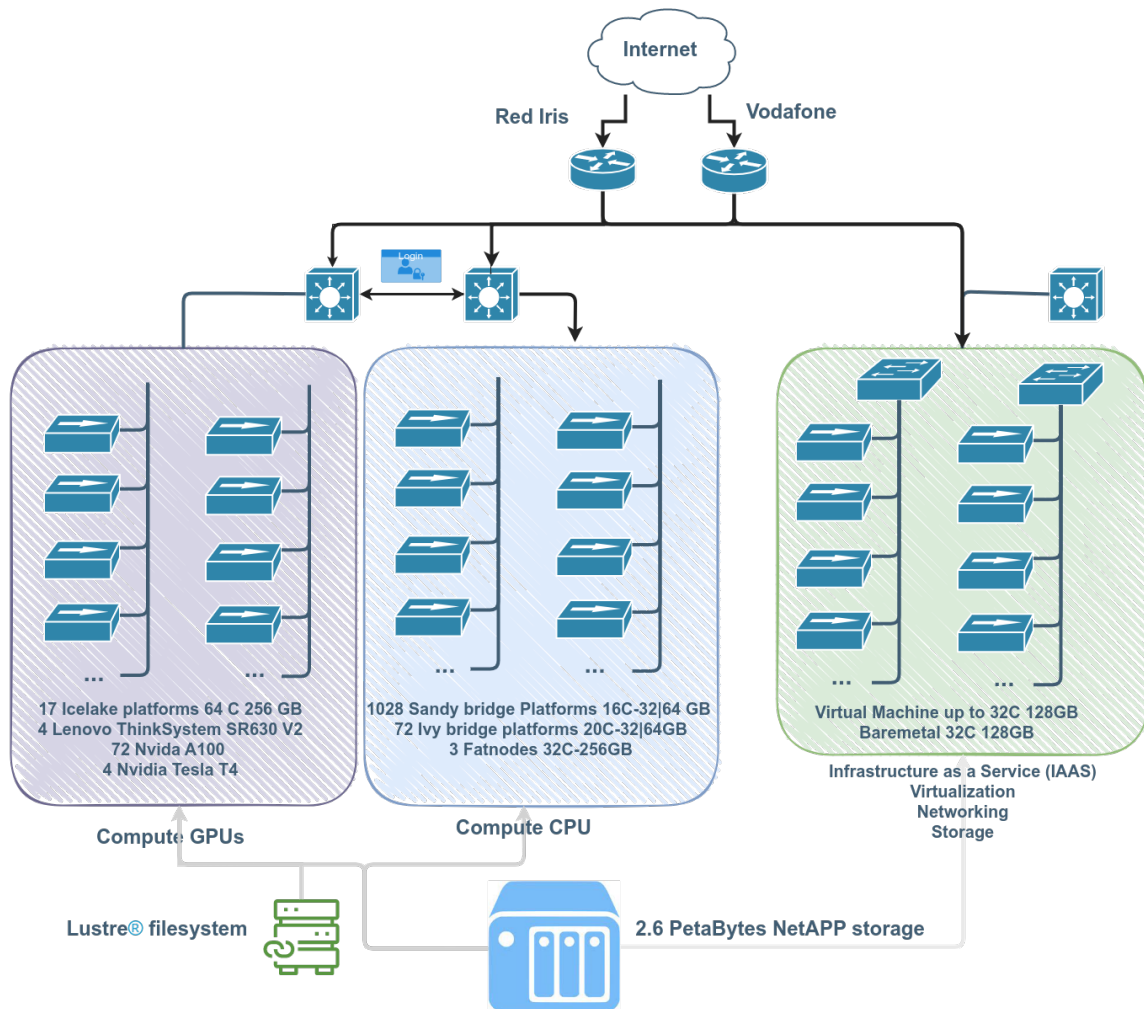 Internet
Red Iris
Vodafone
Login
...
...
...
...
...
...
17 Icelake platforms 64 C 256 GB
4 Lenovo ThinkSystem SR630 V2
72 Nvida A100
4 Nvidia Tesla T4
1028 Sandy bridge Platforms 16C-32|64 GB
72 Ivy bridge platforms 20C-32|64GB
3 Fatnodes 32C-256GB
Virtual Machine up to 32C 128GB
Baremetal 32C 128GB
Infrastructure as a Service (IAAS)
Virtualization
Networking
Storage
Compute GPUs
Compute CPU
Lustre® filesystem
2.6 PetaBytes NetAPP storage